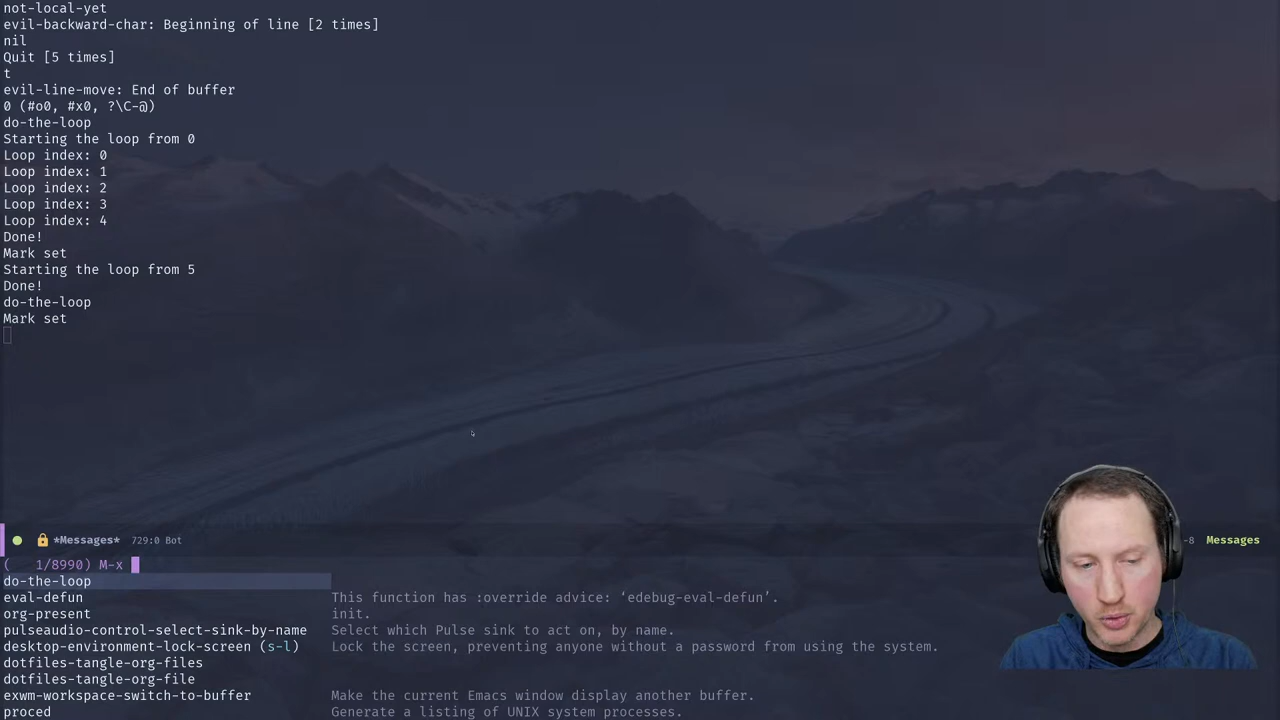 not-local-yet
evil-backward-char: Beginning of line [2 times]
nil
Quit [5 times]
t
evil-line-move: End of buffer
0 (#o0, #x0, ?\C-@)
do-the-loop
Starting the loop from 0
Loop index: 0
Loop index: 1
Loop index: 2
Loop index: 3
Loop index: 4
Done!
Mark set
Starting the loop from 5
Done!
do-the-loop
Mark set
*Messages* 729:0 Bot -8 Messages
( 1/8990) M-x
do-the-loop
eval-defun This function has :override advice: ‘edebug-eval-defun’.
org-present init.
pulseaudio-control-select-sink-by-name Select which Pulse sink to act on, by name.
desktop-environment-lock-screen (s-l) Lock the screen, preventing anyone without a password from using the system.
dotfiles-tangle-org-files
dotfiles-tangle-org-file
exwm-workspace-switch-to-buffer Make the current Emacs window display another buffer.
proced Generate a listing of UNIX system processes.